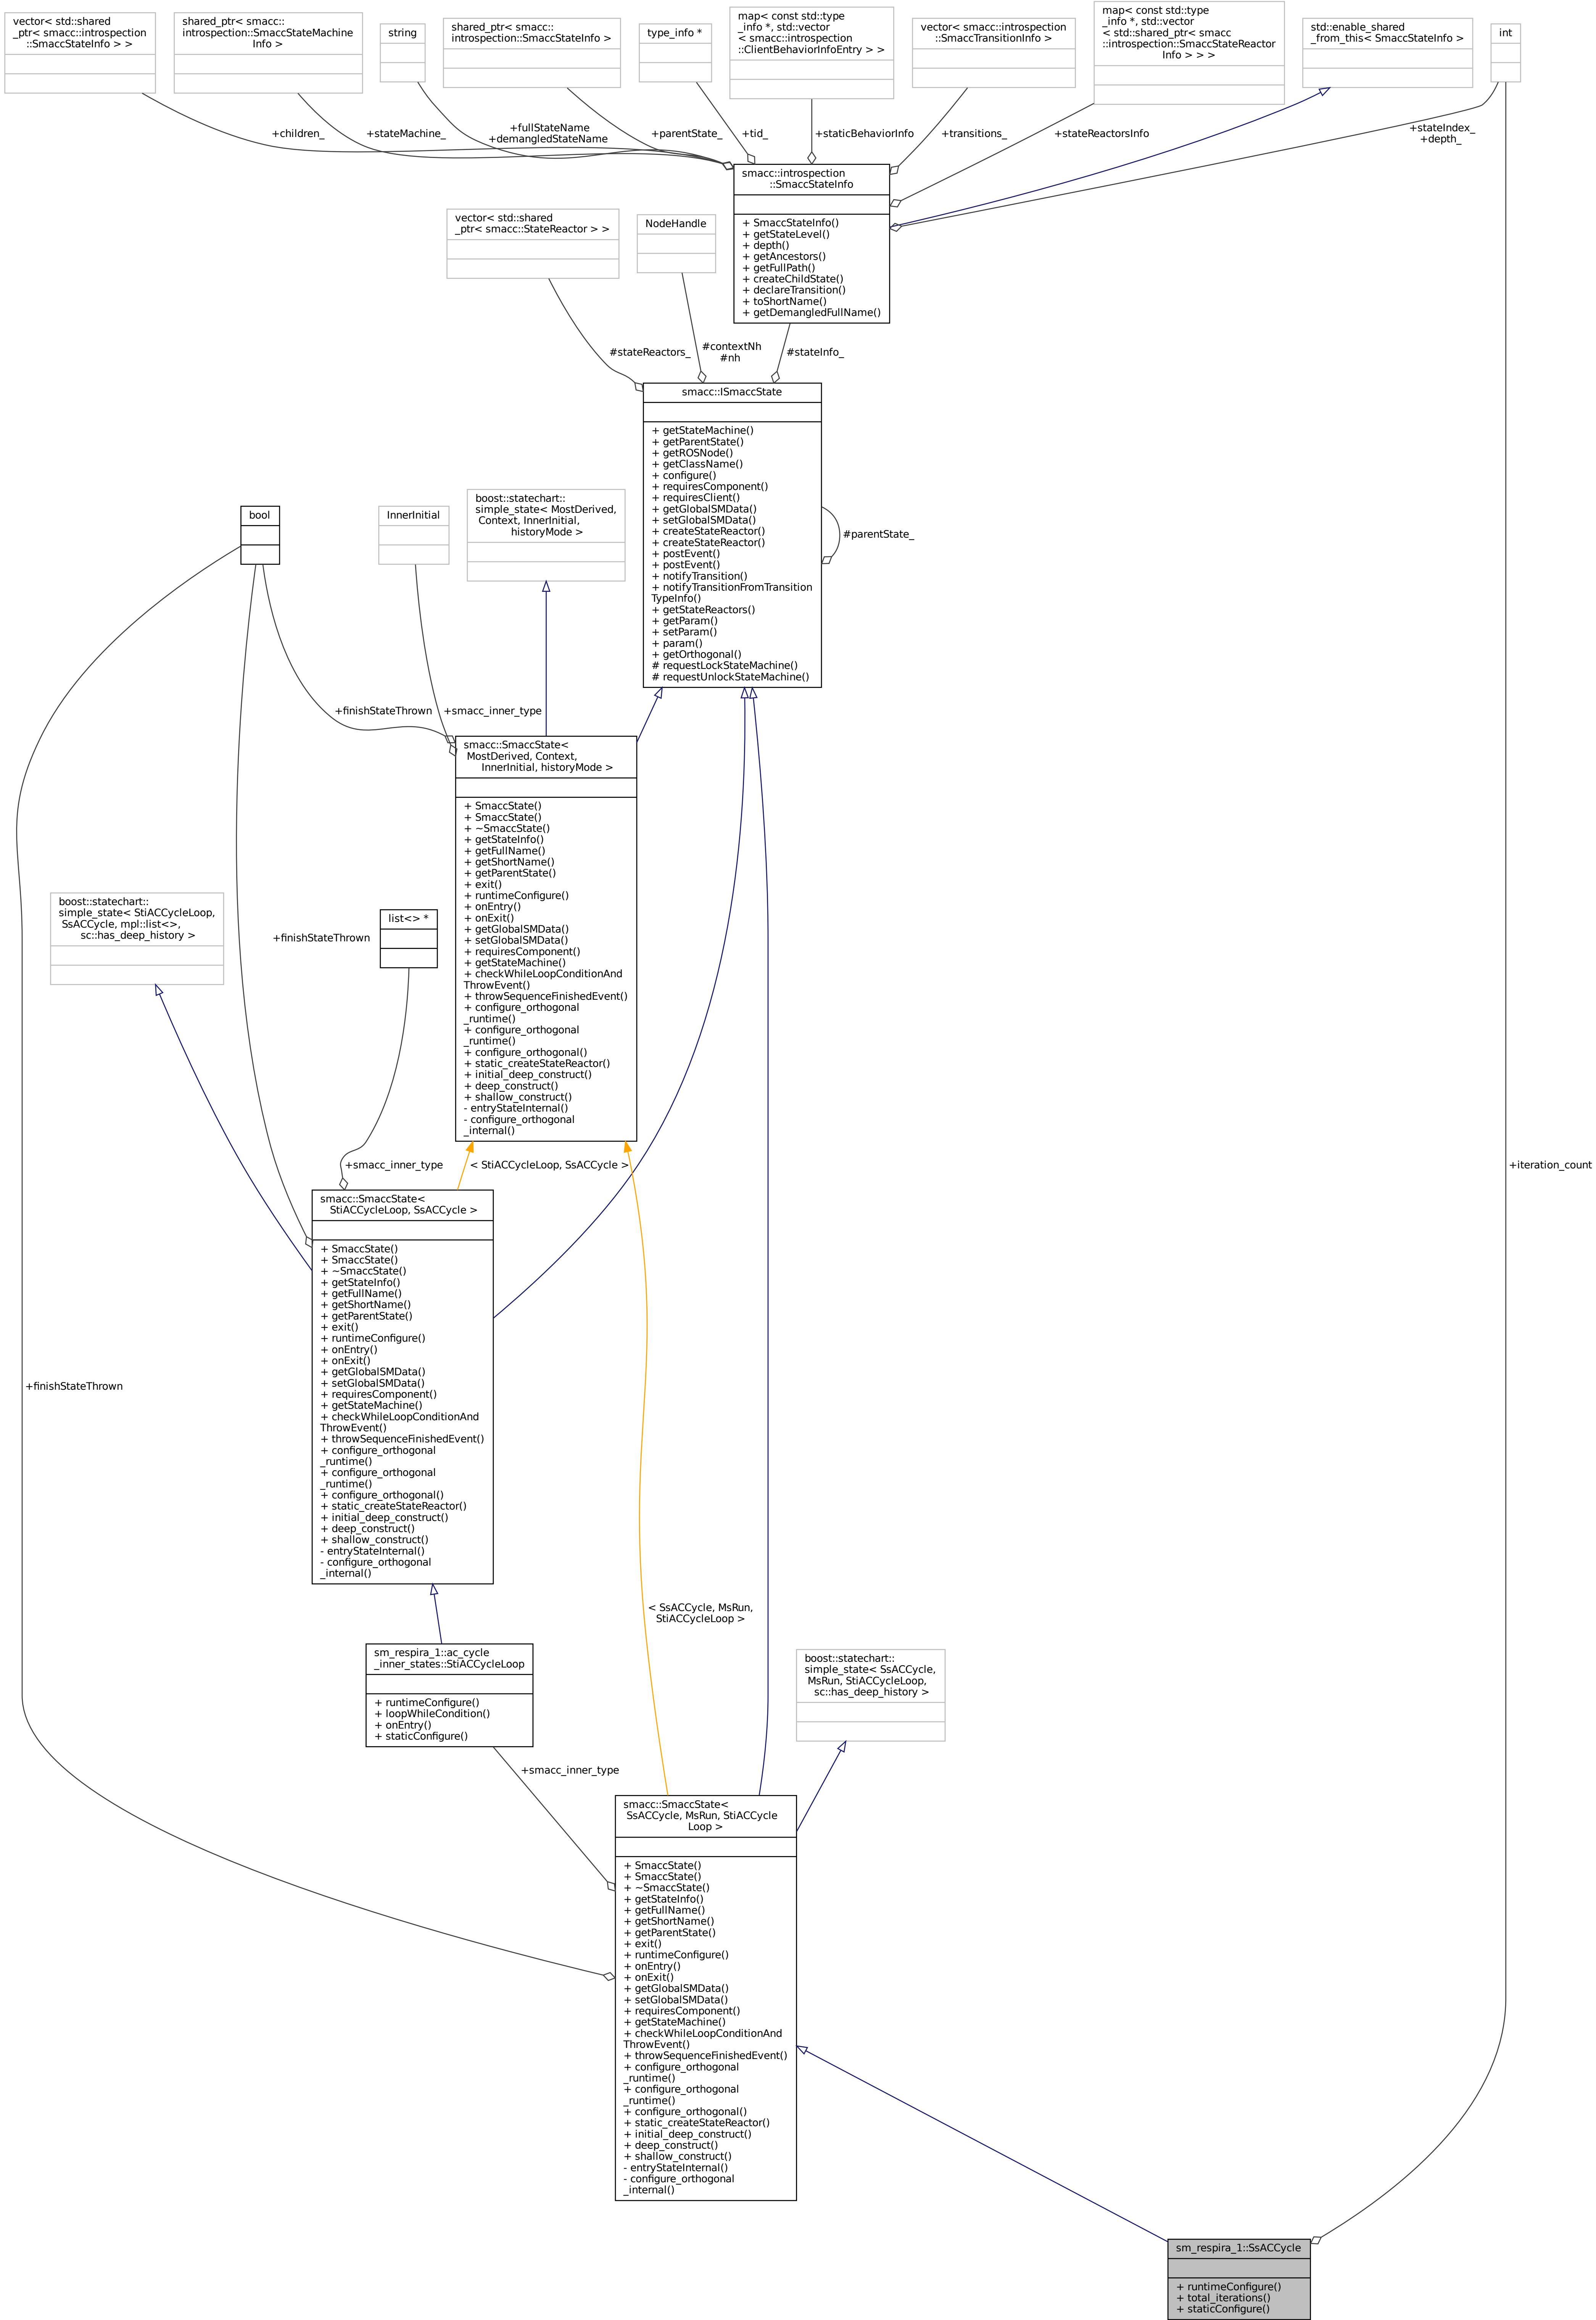 vector< std::shared
_ptr< smacc::introspection
::SmaccStateInfo > >
shared_ptr< smacc::
introspection::SmaccStateMachine
Info >
string
shared_ptr< smacc::
introspection::SmaccStateInfo >
type_info *
map< const std::type
_info *, std::vector
< smacc::introspection
::ClientBehaviorInfoEntry > >
vector< smacc::introspection
::SmaccTransitionInfo >
map< const std::type
_info *, std::vector
< std::shared_ptr< smacc
::introspection::SmaccStateReactor
Info > > >
std::enable_shared
_from_this< SmaccStateInfo >
int
+children_
+stateMachine_
+fullStateName
+demangledStateName
+parentState_
+tid_
+staticBehaviorInfo
+transitions_
+stateReactorsInfo
+stateIndex_
+depth_
smacc::introspection
::SmaccStateInfo
+ SmaccStateInfo()
+ getStateLevel()
+ depth()
+ getAncestors()
+ getFullPath()
+ createChildState()
+ declareTransition()
+ toShortName()
+ getDemangledFullName()
vector< std::shared
_ptr< smacc::StateReactor > >
NodeHandle
#stateReactors_
#contextNh
#nh
#stateInfo_
smacc::ISmaccState
+ getStateMachine()
+ getParentState()
+ getROSNode()
+ getClassName()
+ configure()
+ requiresComponent()
+ requiresClient()
+ getGlobalSMData()
+ setGlobalSMData()
+ createStateReactor()
+ createStateReactor()
+ postEvent()
+ postEvent()
+ notifyTransition()
+ notifyTransitionFromTransition
TypeInfo()
+ getStateReactors()
+ getParam()
+ setParam()
+ param()
+ getOrthogonal()
# requestLockStateMachine()
# requestUnlockStateMachine()
#parentState_
bool
InnerInitial
boost::statechart::
simple_state< MostDerived,
Context, InnerInitial,
historyMode >
+finishStateThrown
+smacc_inner_type
smacc::SmaccState<
MostDerived, Context,
InnerInitial, historyMode >
+ SmaccState()
+ SmaccState()
+ ~SmaccState()
+ getStateInfo()
+ getFullName()
+ getShortName()
+ getParentState()
+ exit()
+ runtimeConfigure()
+ onEntry()
+ onExit()
+ getGlobalSMData()
+ setGlobalSMData()
+ requiresComponent()
+ getStateMachine()
+ checkWhileLoopConditionAnd
ThrowEvent()
+ throwSequenceFinishedEvent()
+ configure_orthogonal
_runtime()
+ configure_orthogonal
_runtime()
+ configure_orthogonal()
+ static_createStateReactor()
+ initial_deep_construct()
+ deep_construct()
+ shallow_construct()
- entryStateInternal()
- configure_orthogonal
_internal()
boost::statechart::
simple_state< StiACCycleLoop,
SsACCycle, mpl::list<>,
sc::has_deep_history >
list<> *
+finishStateThrown
+smacc_inner_type
< StiACCycleLoop, SsACCycle >
+iteration_count
smacc::SmaccState<
StiACCycleLoop, SsACCycle >
+ SmaccState()
+ SmaccState()
+ ~SmaccState()
+ getStateInfo()
+ getFullName()
+ getShortName()
+ getParentState()
+ exit()
+ runtimeConfigure()
+ onEntry()
+ onExit()
+ getGlobalSMData()
+ setGlobalSMData()
+ requiresComponent()
+ getStateMachine()
+ checkWhileLoopConditionAnd
ThrowEvent()
+ throwSequenceFinishedEvent()
+ configure_orthogonal
_runtime()
+ configure_orthogonal
_runtime()
+ configure_orthogonal()
+ static_createStateReactor()
+ initial_deep_construct()
+ deep_construct()
+ shallow_construct()
- entryStateInternal()
- configure_orthogonal
_internal()
+finishStateThrown
< SsACCycle, MsRun,
StiACCycleLoop >
sm_respira_1::ac_cycle
_inner_states::StiACCycleLoop
+ runtimeConfigure()
+ loopWhileCondition()
+ onEntry()
+ staticConfigure()
boost::statechart::
simple_state< SsACCycle,
MsRun, StiACCycleLoop,
sc::has_deep_history >
+smacc_inner_type
smacc::SmaccState<
SsACCycle, MsRun, StiACCycle
Loop >
+ SmaccState()
+ SmaccState()
+ ~SmaccState()
+ getStateInfo()
+ getFullName()
+ getShortName()
+ getParentState()
+ exit()
+ runtimeConfigure()
+ onEntry()
+ onExit()
+ getGlobalSMData()
+ setGlobalSMData()
+ requiresComponent()
+ getStateMachine()
+ checkWhileLoopConditionAnd
ThrowEvent()
+ throwSequenceFinishedEvent()
+ configure_orthogonal
_runtime()
+ configure_orthogonal
_runtime()
+ configure_orthogonal()
+ static_createStateReactor()
+ initial_deep_construct()
+ deep_construct()
+ shallow_construct()
- entryStateInternal()
- configure_orthogonal
_internal()
sm_respira_1::SsACCycle
+ runtimeConfigure()
+ total_iterations()
+ staticConfigure()